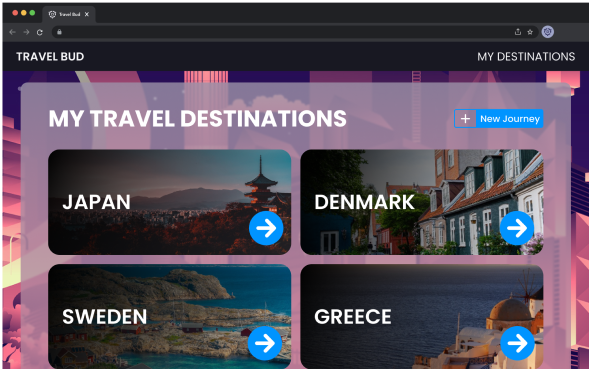 Travel Bud
TRAVEL BUD
MY DESTINATIONS
MY TRAVEL DESTINATIONS
+ New Journey
JAPAN
DENMARK
SWEDEN
GREECE